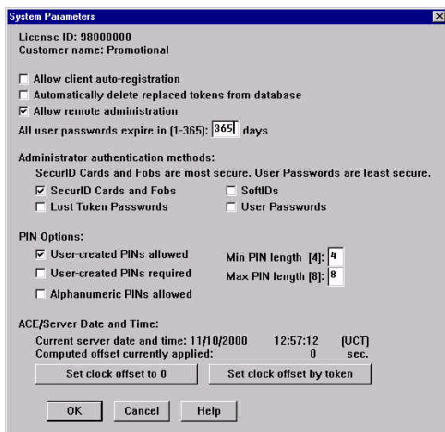 System Parameters
License ID: 98000000
Customer name: Promotional
Allow client auto-registration
Automatically delete replaced tokens from database
Allow remote administration
All user passwords expire in (1-365): 365 days
Administrator authentication methods:
SecurID Cards and Fobs are most secure. User Passwords are least secure.
SecurID Cards and Fobs SoftIDs
Lost Token Passwords User Passwords
PIN Options:
User-created PINs allowed Min PIN length [4]: 4
User-created PINs required Max PIN length [8]: 8
Alphanumeric PINs allowed
ACE/Server Date and Time:
Current server date and time: 11/10/2000 12:57:12 (UCT)
Computed offset currently applied: 0 sec.
Set clock offset to 0 Set clock offset by token
OK Cancel Help